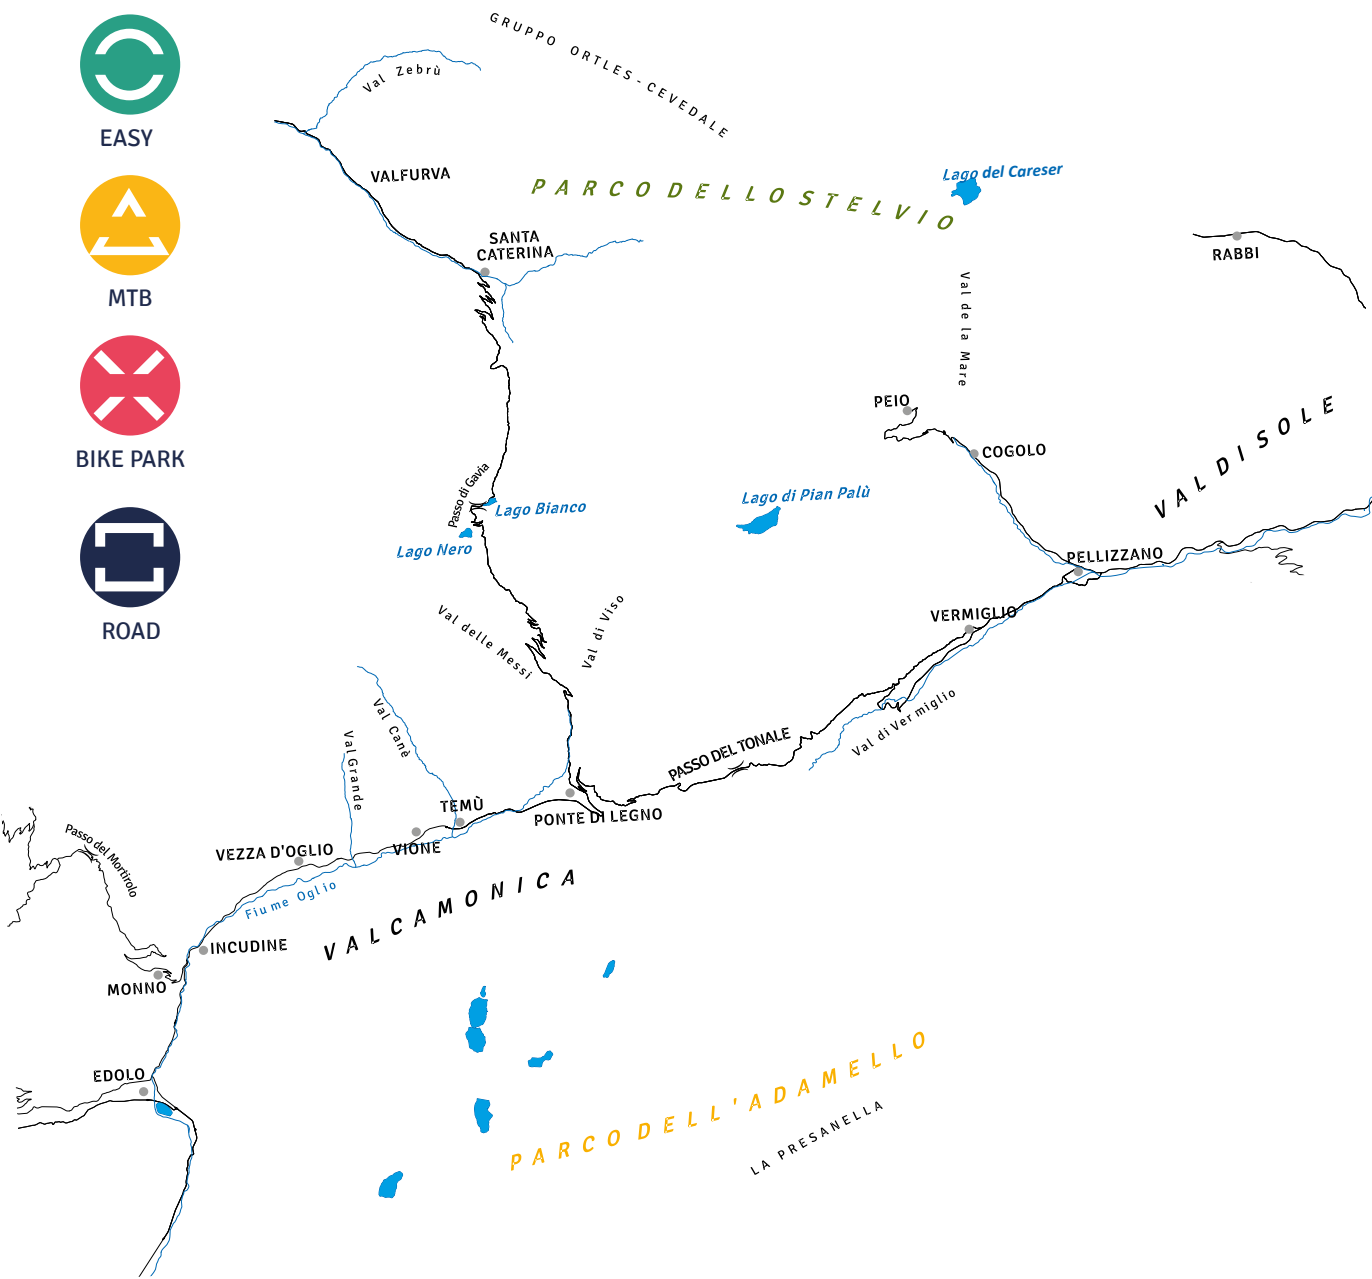 GRUPPO ORTLES-CEVEDALE
Val Zebrù
EASY
VALFURVA
Lago del Careser
PARCO DELLO STELVIO
SANTA
CATERINA
RABBI
MTB
Val de la Mare
PEIO
VAL DI SOLE
COGOLO
BIKE PARK
Passo di Gavia
Lago Bianco
Lago di Pian Palù
Lago Nero
PELLIZZANO
ROAD
Val delle Messi
Val di Viso
VERMIGLIO
Val Canè
Val di Vermiglio
Val Grande
PASSO DEL TONALE
TEMÙ
PONTE DI LEGNO
Passo del Mortirolo
VEZZA D'OGLIO
VIONE
Fiume Oglio
VALCAMONICA
INCUDINE
MONNO
EDOLO
PARCO DELL'ADAMELLO
LA PRESANELLA